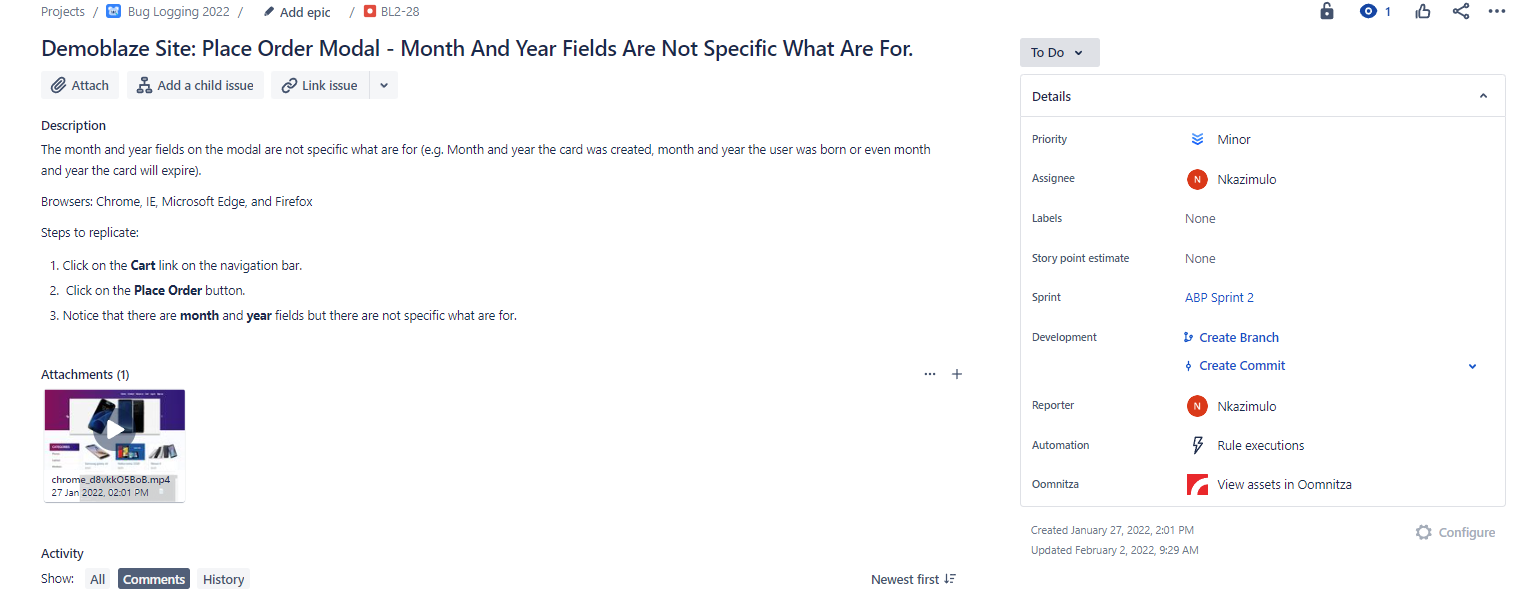 Projects / Bug Logging 2022 / Add epic / BL2-28
1
Demoblaze Site: Place Order Modal - Month And Year Fields Are Not Specific What Are For.
Attach Add a child issue Link issue
Description
The month and year fields on the modal are not specific what are for (e.g. Month and year the card was created, month and year the user was born or even month
and year the card will expire).
Browsers: Chrome, IE, Microsoft Edge, and Firefox
Steps to replicate:
1. Click on the Cart link on the navigation bar.
2. Click on the Place Order button.
3. Notice that there are month and year fields but there are not specific what are for.
Attachments (1)
chrome_d8vkkO5BoB.mp4
27 Jan 2022, 02:01 PM
Activity
Show: All Comments History
Newest first
To Do
Details
Priority Minor
Assignee N Nkazimulo
Labels None
Story point estimate None
Sprint ABP Sprint 2
Development Create Branch
Create Commit
Reporter N Nkazimulo
Automation Rule executions
Oomnitza View assets in Oomnitza
Created January 27, 2022, 2:01 PM
Updated February 2, 2022, 9:29 AM
Configure